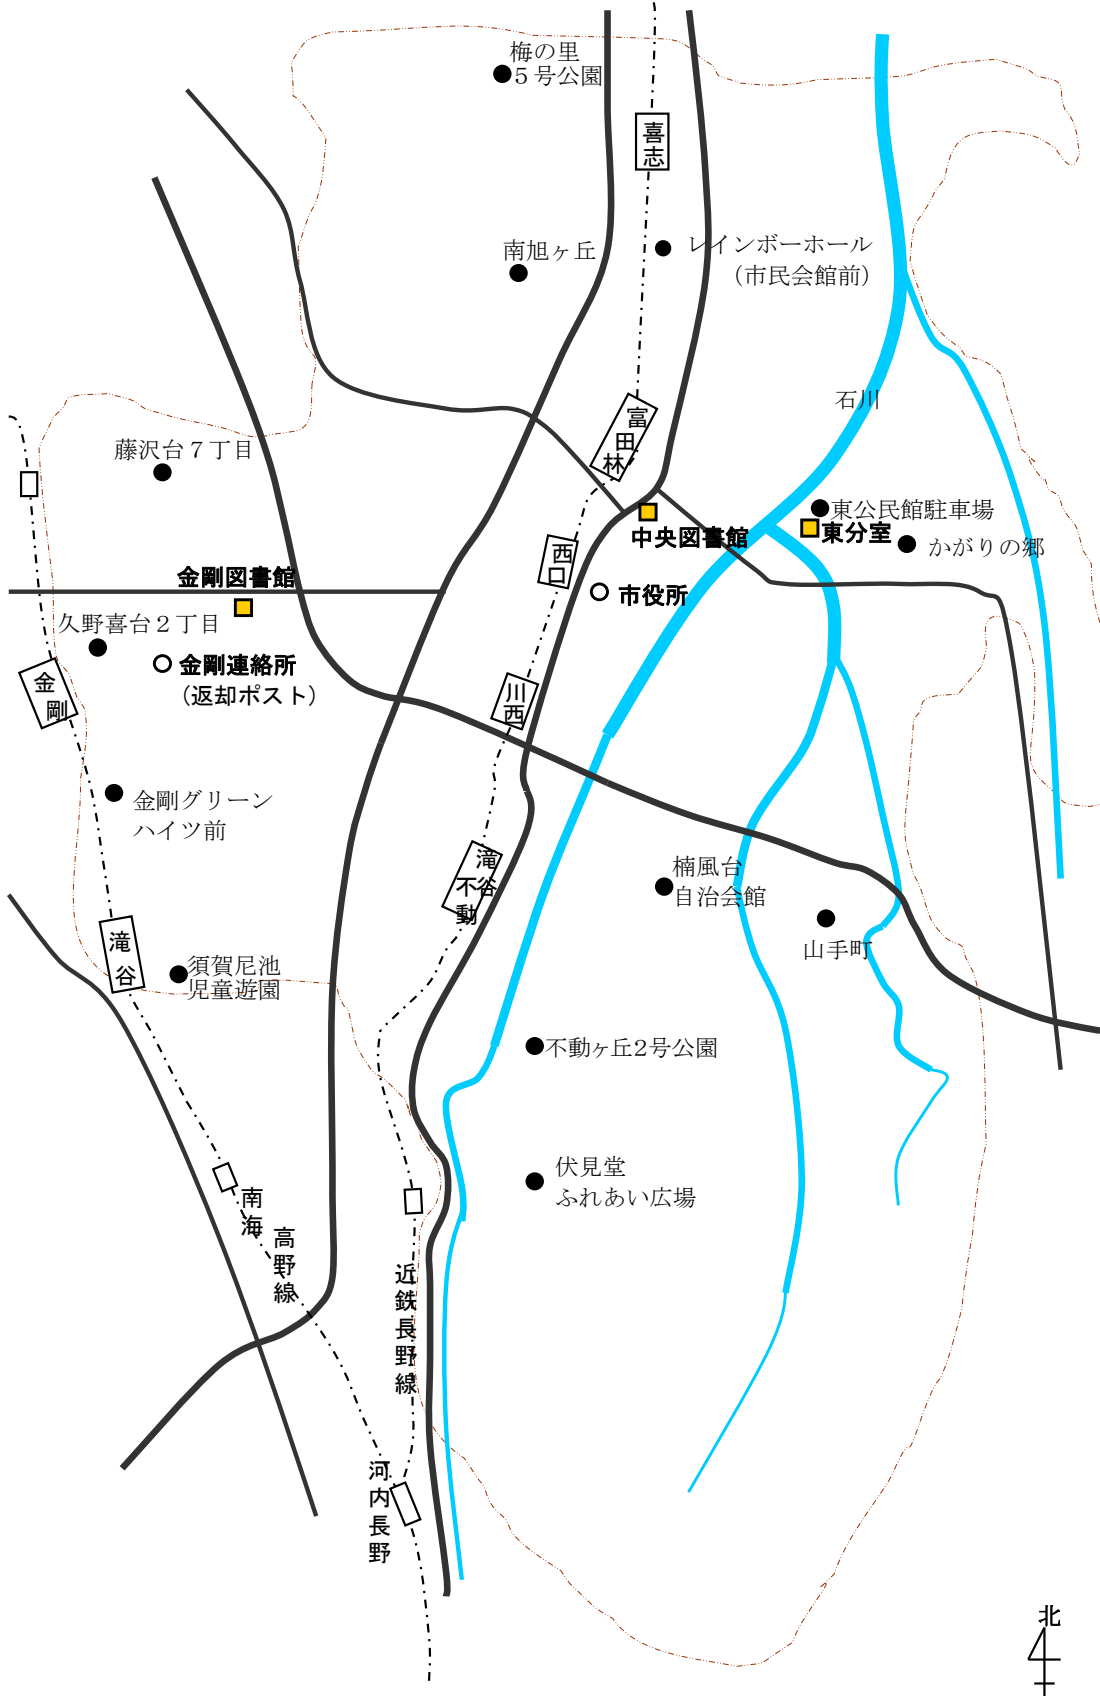 梅の里
５号公園
喜志
南旭ヶ丘
レインボーホール
（市民会館前）
石川
富田林
藤沢台７丁目
東公民館駐車場
中央図書館
東分室
かがりの郷
西口
金剛図書館
市役所
久野喜台２丁目
金剛連絡所
（返却ポスト）
金剛
川西
金剛グリーン
ハイツ前
滝谷
不動
楠風台
自治会館
山手町
滝谷
須賀尼池
児童遊園
不動ヶ丘2号公園
伏見堂
ふれあい広場
南海
高野線
近鉄長野線
河内長野
北